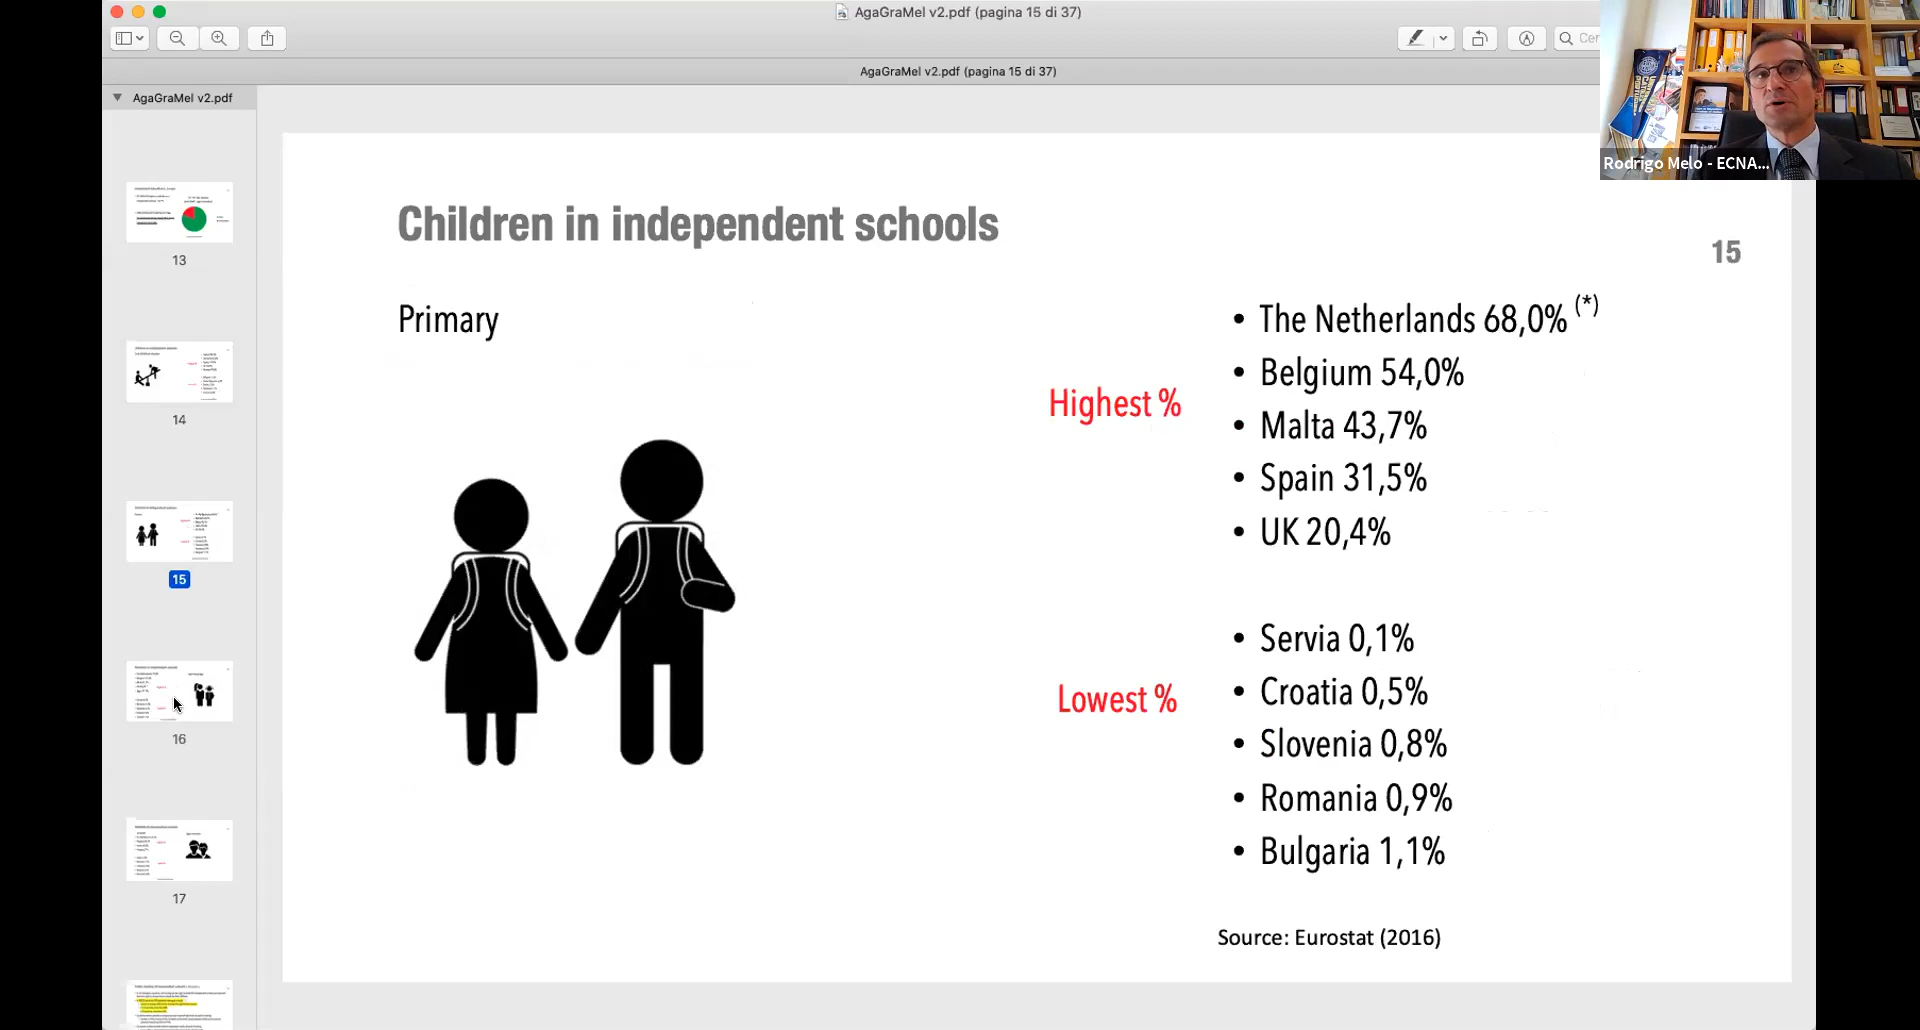 AgaGraMel v2.pdf (pagina 15 di 37)
Cer
AgaGraMel v2.pdf (pagina 15 di 37)
AgaGraMel v2.pdf
13
14
15
16
17
Children in independent schools
15
Primary
Highest %
• The Netherlands 68,0% (*)
• Belgium 54,0%
• Malta 43,7%
• Spain 31,5%
• UK 20,4%
Lowest %
• Servia 0,1%
• Croatia 0,5%
• Slovenia 0,8%
• Romania 0,9%
• Bulgaria 1,1%
Source: Eurostat (2016)
Rodrigo Melo - ECNA...